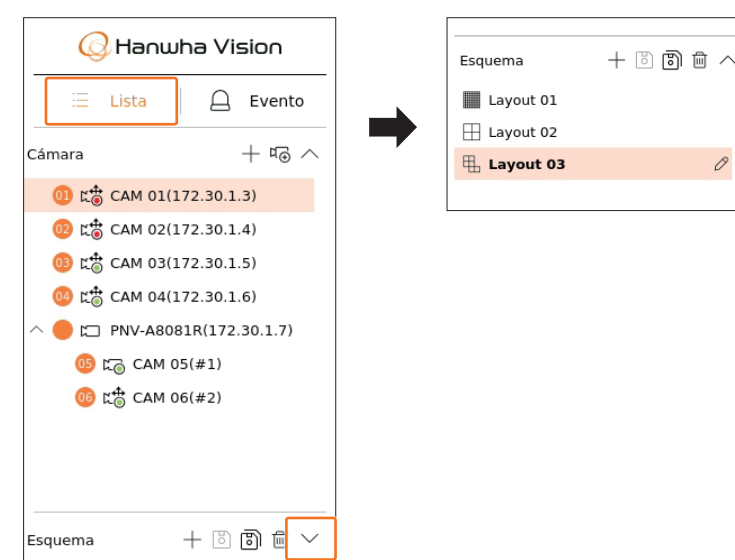 Hanwha Vision
Lista
Evento
Cámara
01 CAM 01(172.30.1.3)
02 CAM 02(172.30.1.4)
03 CAM 03(172.30.1.5)
04 CAM 04(172.30.1.6)
PNV-A8081R(172.30.1.7)
05 CAM 05(#1)
06 CAM 06(#2)
Esquema
Esquema
Layout 01
Layout 02
Layout 03